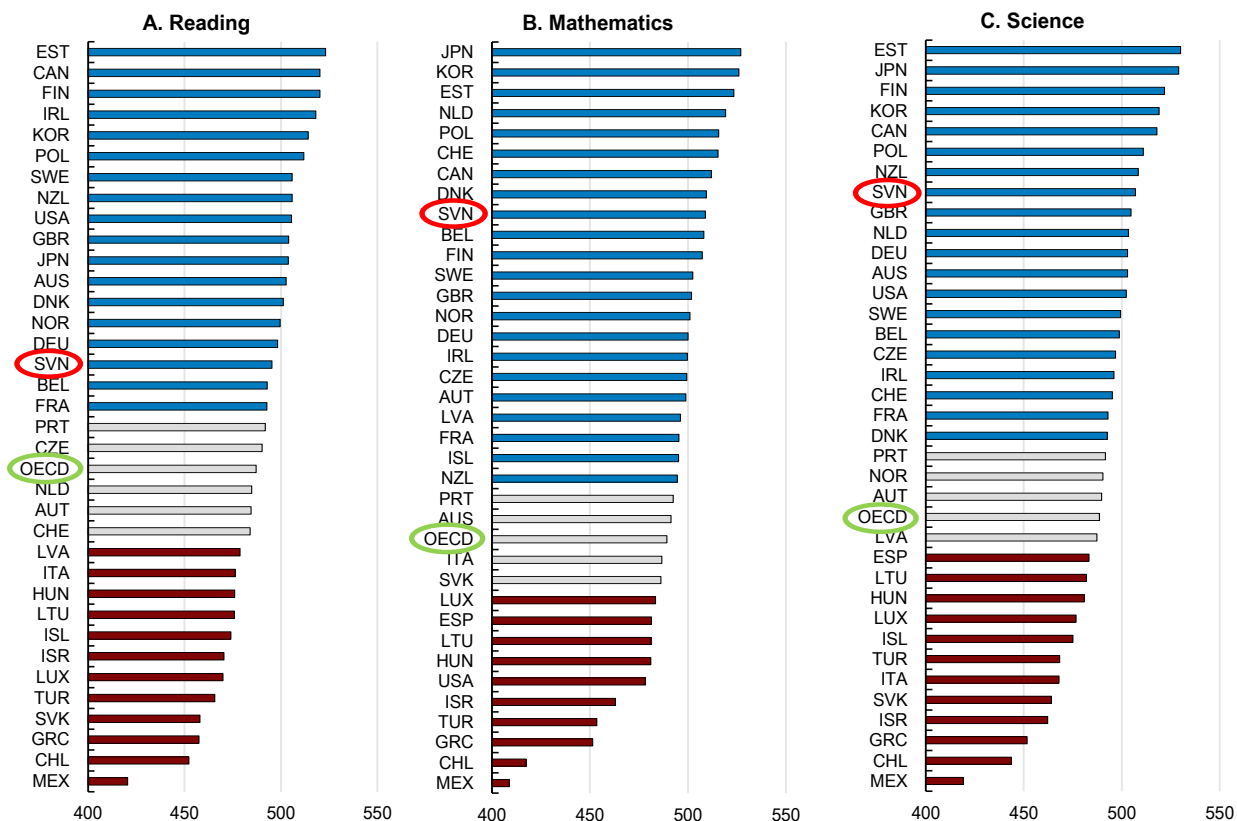 A. Reading
EST
CAN
FIN
IRL
KOR
POL
SWE
NZL
USA
GBR
JPN
AUS
DNK
NOR
DEU
SVN
BEL
FRA
PRT
CZE
OECD
NLD
AUT
CHE
LVA
ITA
HUN
LTU
ISL
ISR
LUX
TUR
SVK
GRC
CHL
MEX
400 450 500 550
B. Mathematics
JPN
KOR
EST
NLD
POL
CHE
CAN
DNK
SVN
BEL
FIN
SWE
GBR
NOR
DEU
IRL
CZE
AUT
LVA
FRA
ISL
NZL
PRT
AUS
OECD
ITA
SVK
LUX
ESP
LTU
HUN
USA
ISR
TUR
GRC
CHL
MEX
400 450 500 550
C. Science
EST
JPN
FIN
KOR
CAN
POL
NZL
SVN
GBR
NLD
DEU
AUS
USA
SWE
BEL
CZE
IRL
CHE
FRA
DNK
PRT
NOR
AUT
OECD
LVA
ESP
LTU
HUN
LUX
ISL
TUR
ITA
SVK
ISR
GRC
CHL
MEX
400 450 500 550